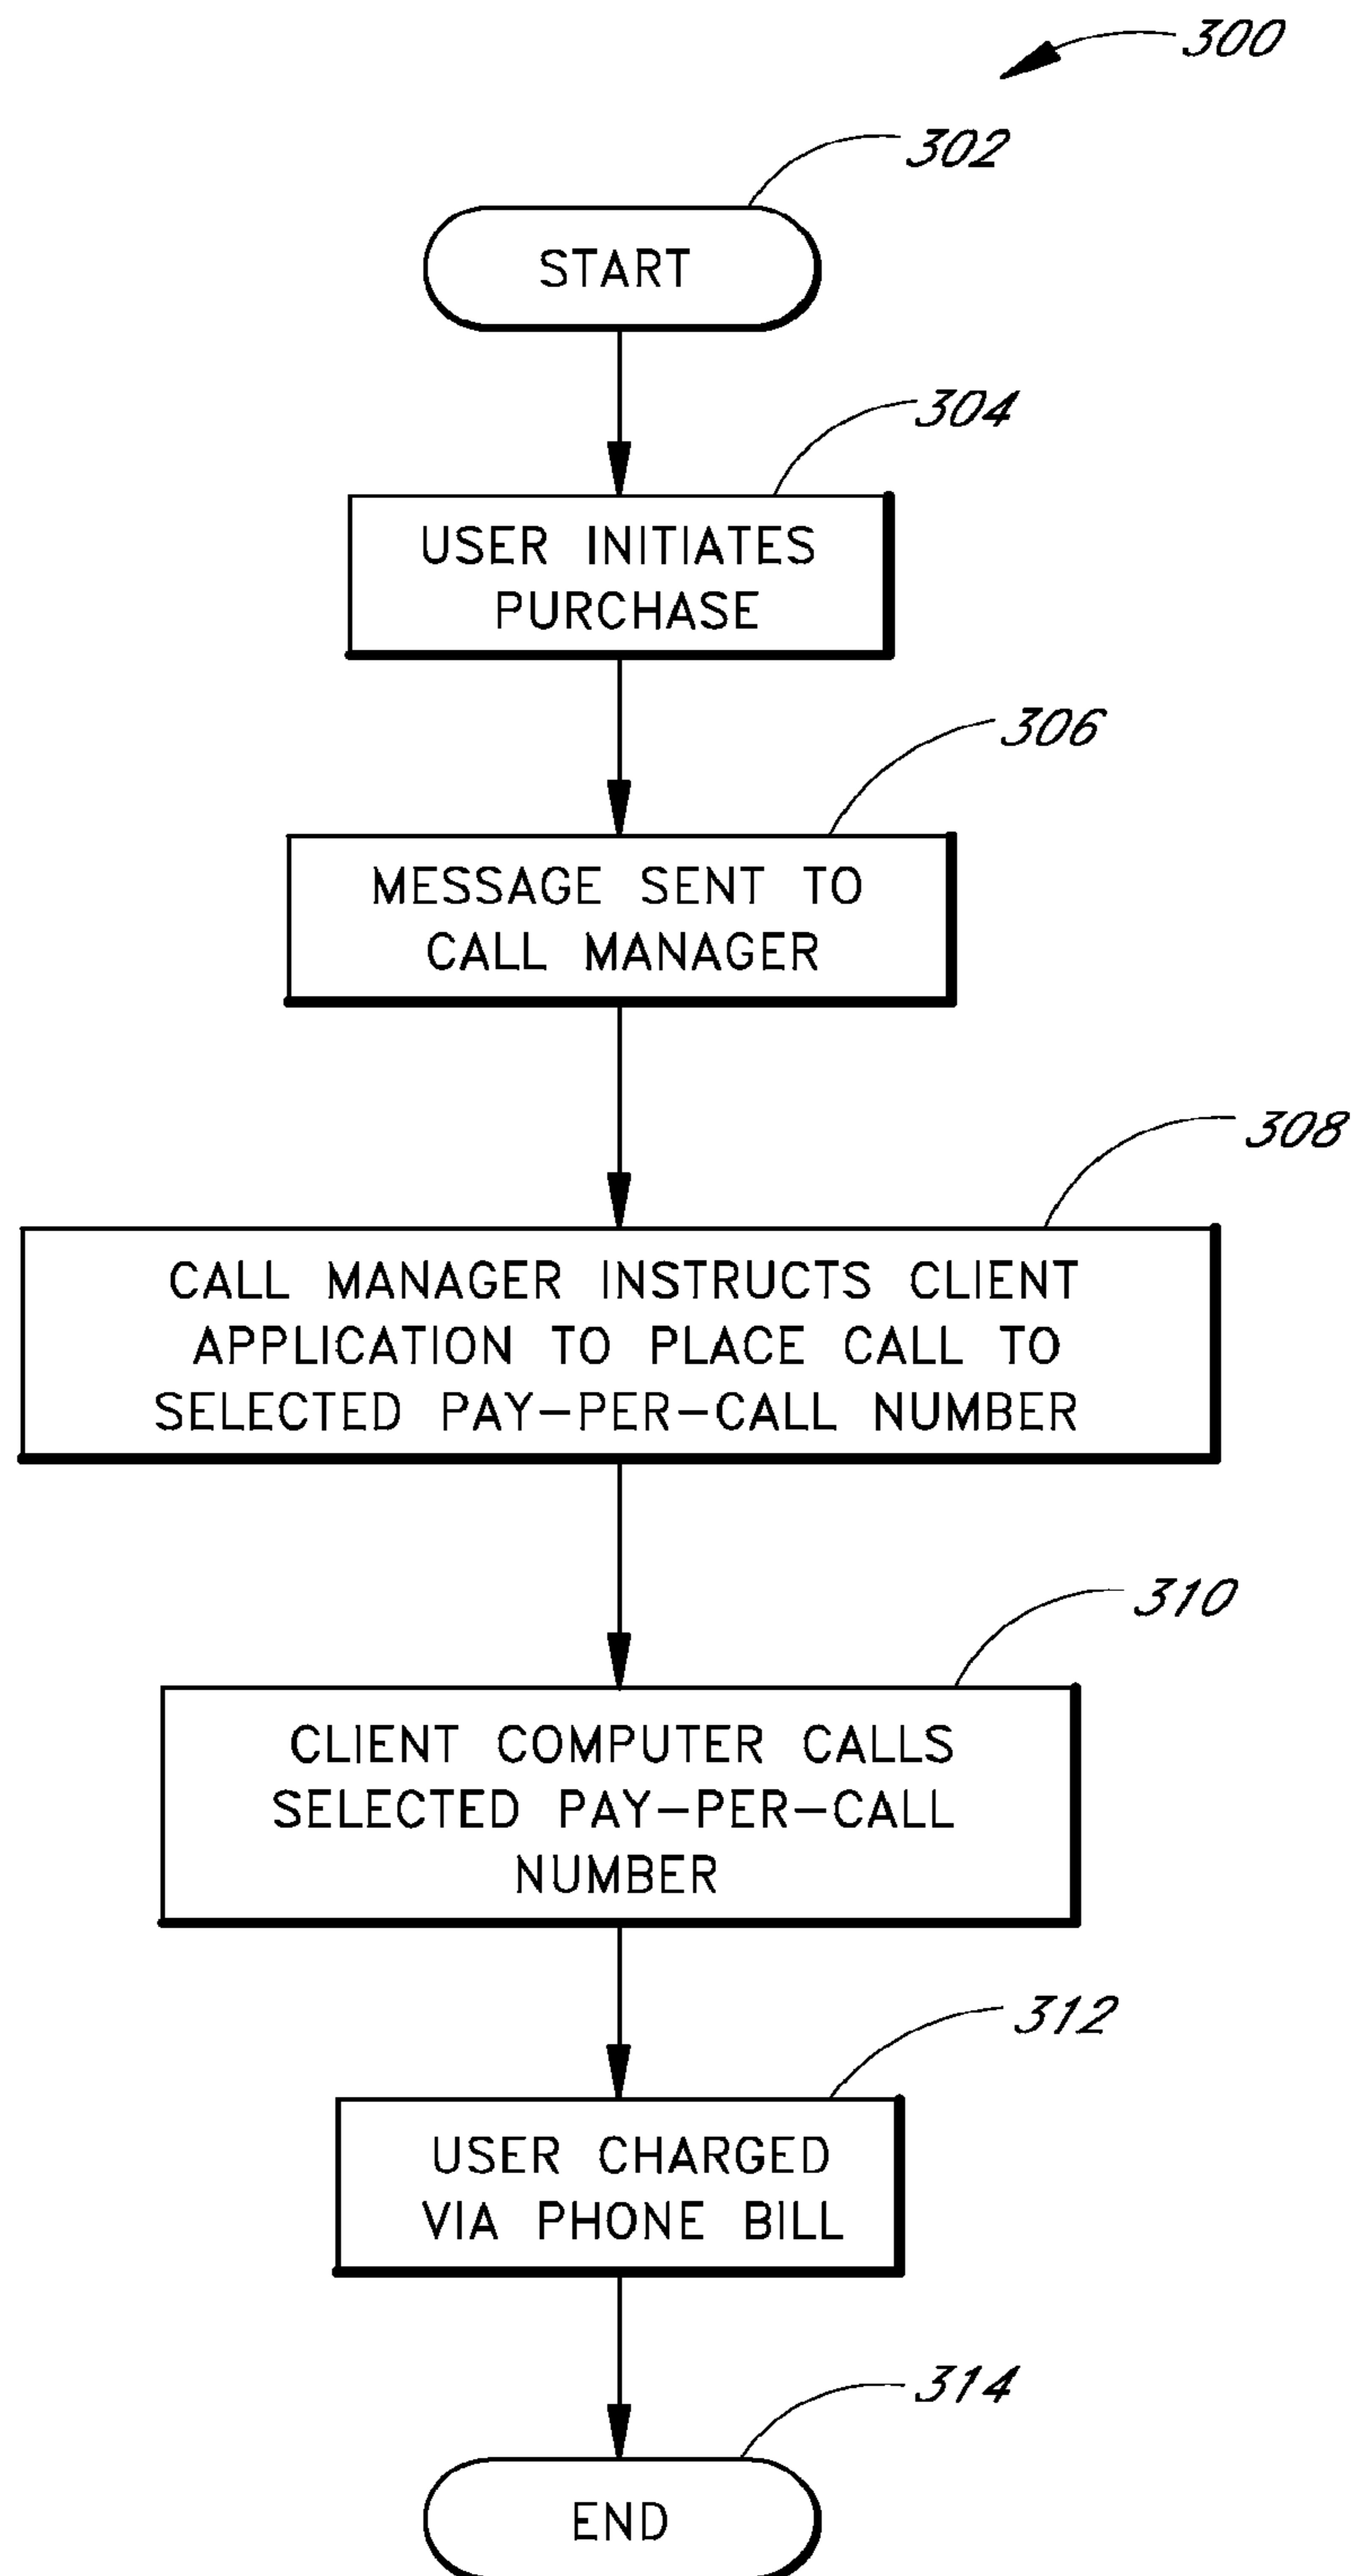 300
302
START
304
USER INITIATES
PURCHASE
306
MESSAGE SENT TO
CALL MANAGER
308
CALL MANAGER INSTRUCTS CLIENT
APPLICATION TO PLACE CALL TO
SELECTED PAY-PER-CALL NUMBER
310
CLIENT COMPUTER CALLS
SELECTED PAY-PER-CALL
NUMBER
312
USER CHARGED
VIA PHONE BILL
314
END